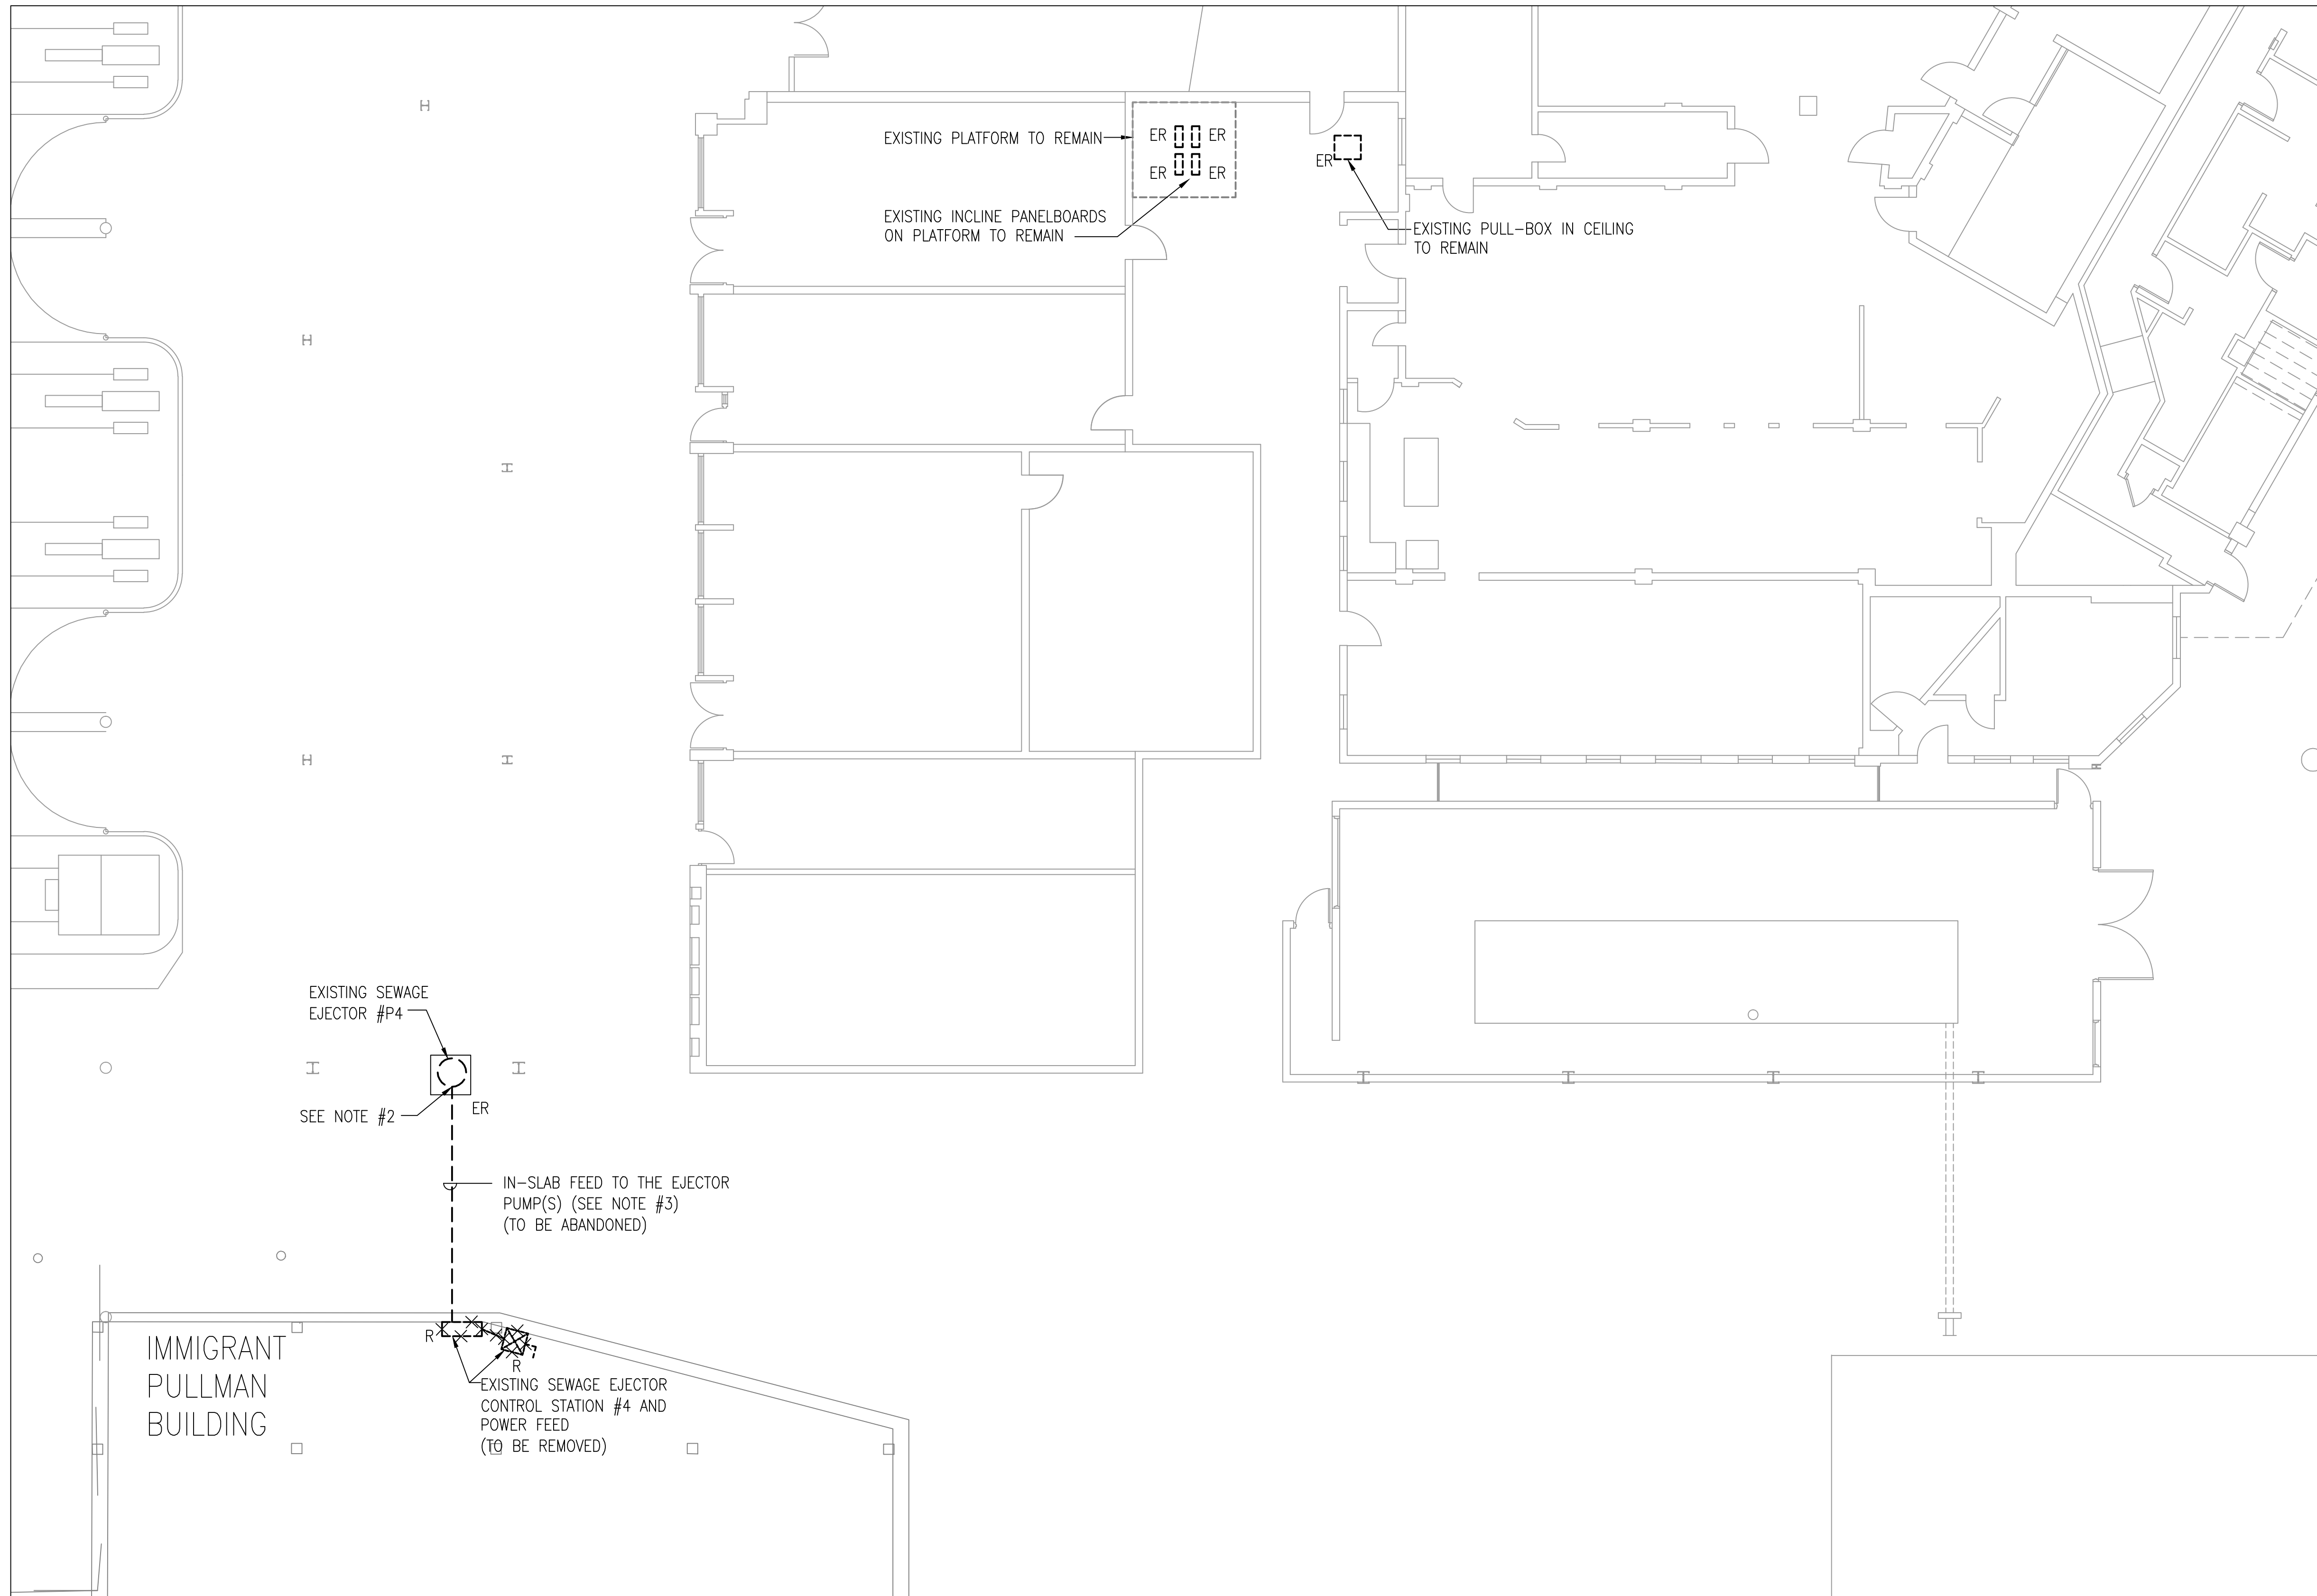 EXISTING PLATFORM TO REMAIN
ER
ER
ER
ER
ER
EXISTING INCLINE PANELBOARDS
ON PLATFORM TO REMAIN
EXISTING PULL-BOX IN CEILING
TO REMAIN
EXISTING SEWAGE
EJECTOR #P4
ER
SEE NOTE #2
IN-SLAB FEED TO THE EJECTOR
PUMP(S) (SEE NOTE #3)
(TO BE ABANDONED)
R
R
IMMIGRANT
PULLMAN
BUILDING
EXISTING SEWAGE EJECTOR
CONTROL STATION #4 AND
POWER FEED
(TO BE REMOVED)